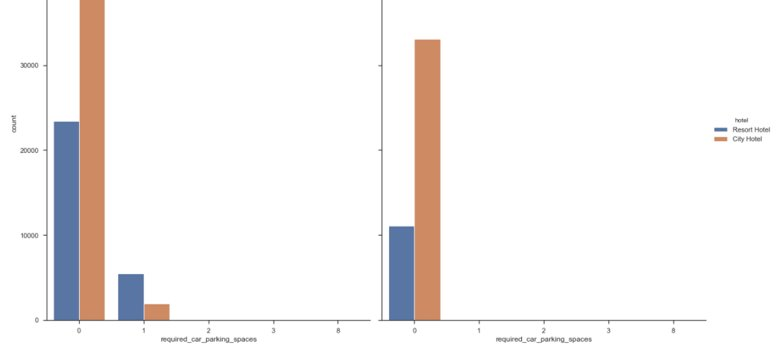 30000
20000
10000
0
count
0 1 2 3 8
required_car_parking_spaces
0 1 2 3 8
required_car_parking_spaces
hotel
Resort Hotel
City Hotel